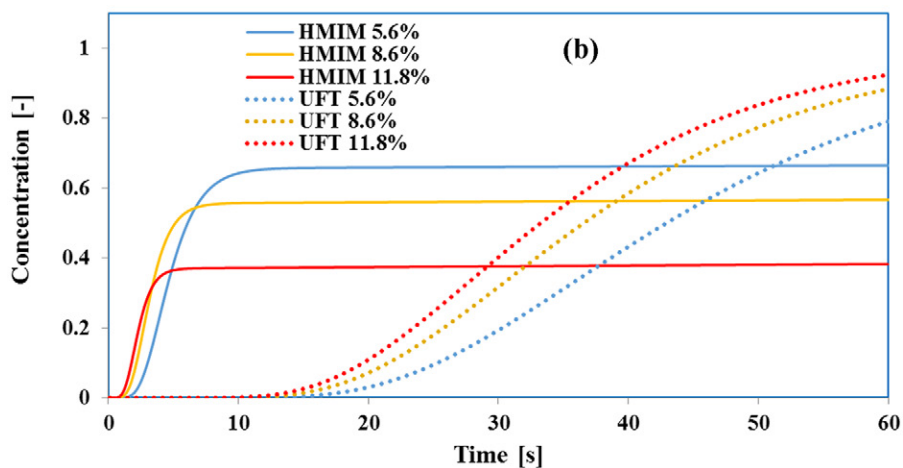 HMIM 5.6%
HMIM 8.6%
HMIM 11.8%
UFT 5.6%
UFT 8.6%
UFT 11.8%
(b)
Concentration [-]
1
0.8
0.6
0.4
0.2
0
0 10 20 30 40 50 60
Time [s]